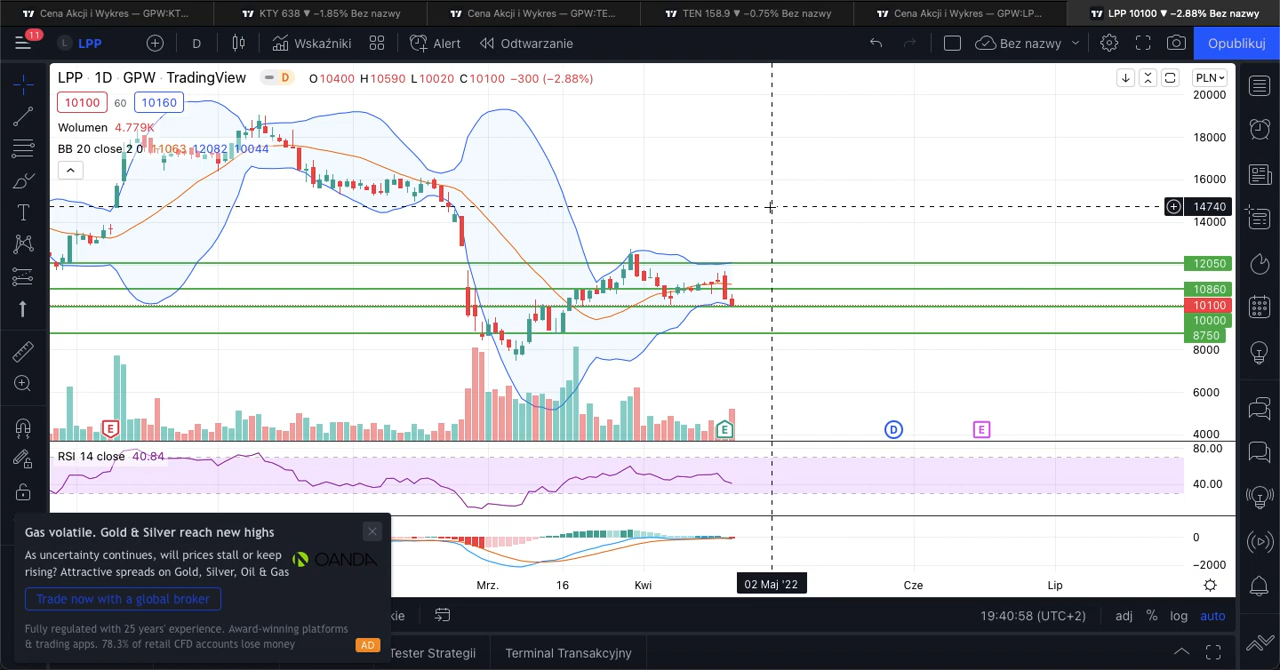 Cena Akcji i Wykres — GPW:KT...
KTY 638 ▼ −1.85% Bez nazwy
Cena Akcji i Wykres — GPW:TE...
TEN 158.9 ▼ −0.75% Bez nazwy
Cena Akcji i Wykres — GPW:LP...
LPP 10100 ▼ −2.88% Bez nazwy
11
L LPP
D
Wskaźniki
Alert
Odtwarzanie
Bez nazwy
Opublikuj
LPP · 1D · GPW · TradingView
D
O10400 H10590 L10020 C10100 −300 (−2.88%)
PLN
10100 60 10160
Wolumen 4.779K
BB 20 close 2 0 11063 12082 10044
20000
18000
16000
14740
14000
12050
10860
10100
10000
8750
8000
6000
4000
E
E
D
E
RSI 14 close 40.84
80.00
40.00
0
−2000
Mrz.
16
Kwi
02 Maj '22
Cze
Lip
Gas volatile. Gold & Silver reach new highs
As uncertainty continues, will prices stall or keep
rising? Attractive spreads on Gold, Silver, Oil & Gas
OANDA
Trade now with a global broker
Fully regulated with 25 years' experience. Award-winning platforms
& trading apps. 78.3% of retail CFD accounts lose money
AD
kie
19:40:58 (UTC+2)
adj
%
log
auto
Tester Strategii
Terminal Transakcyjny